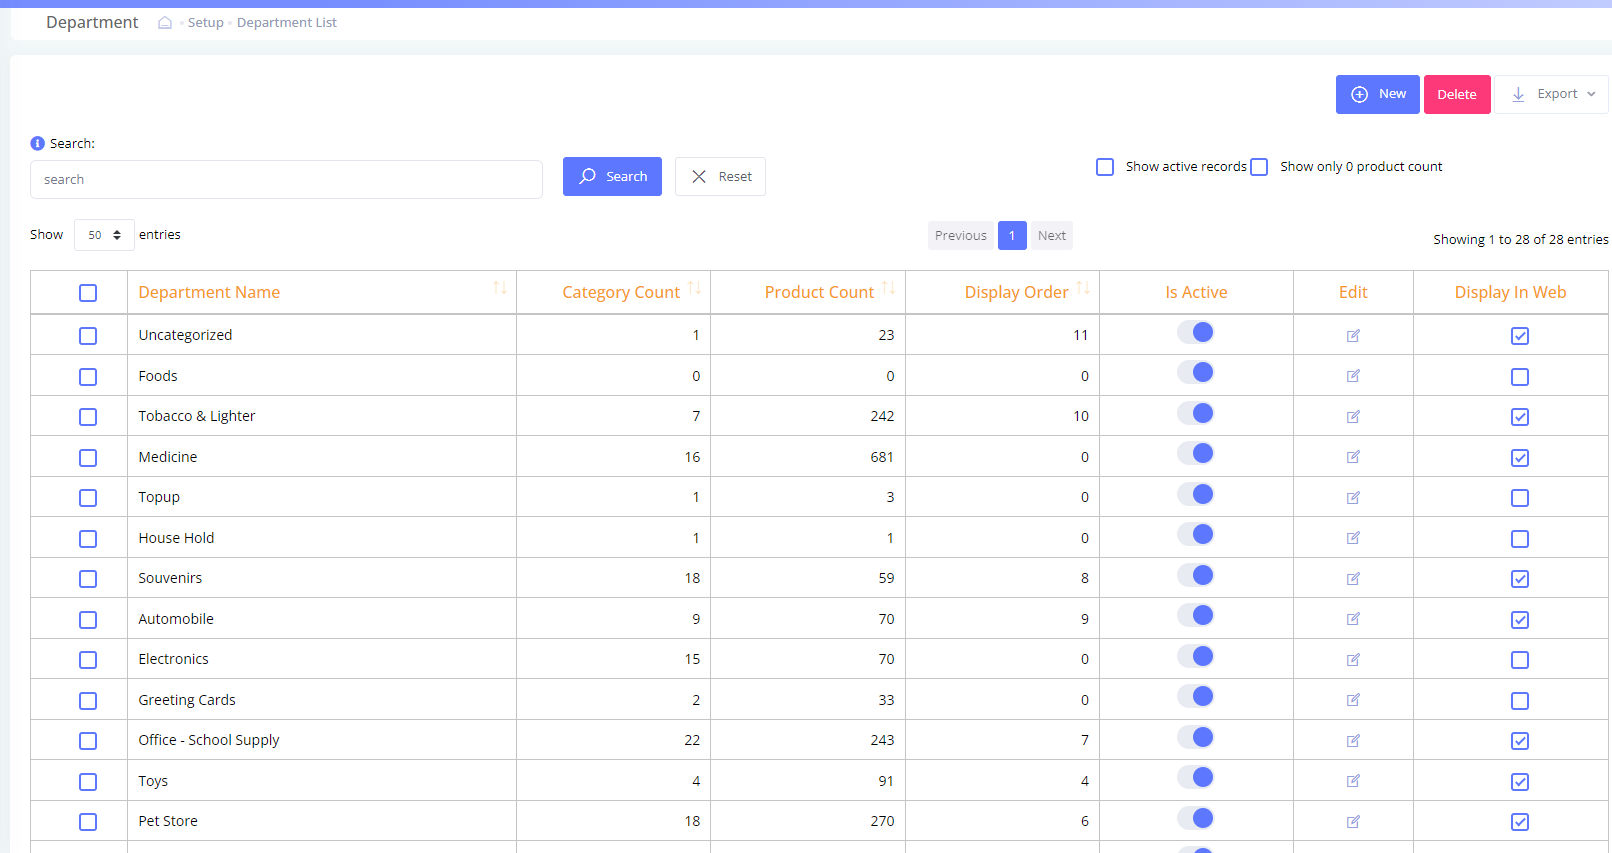 Department Setup Department List
New Delete Export
Search:
search Search Reset Show active records Show only 0 product count
Show 50 entries Previous 1 Next Showing 1 to 28 of 28 entries
Department Name Category Count Product Count Display Order Is Active Edit Display In Web
Uncategorized 1 23 11
Foods 0 0 0
Tobacco & Lighter 7 242 10
Medicine 16 681 0
Topup 1 3 0
House Hold 1 1 0
Souvenirs 18 59 8
Automobile 9 70 9
Electronics 15 70 0
Greeting Cards 2 33 0
Office - School Supply 22 243 7
Toys 4 91 4
Pet Store 18 270 6